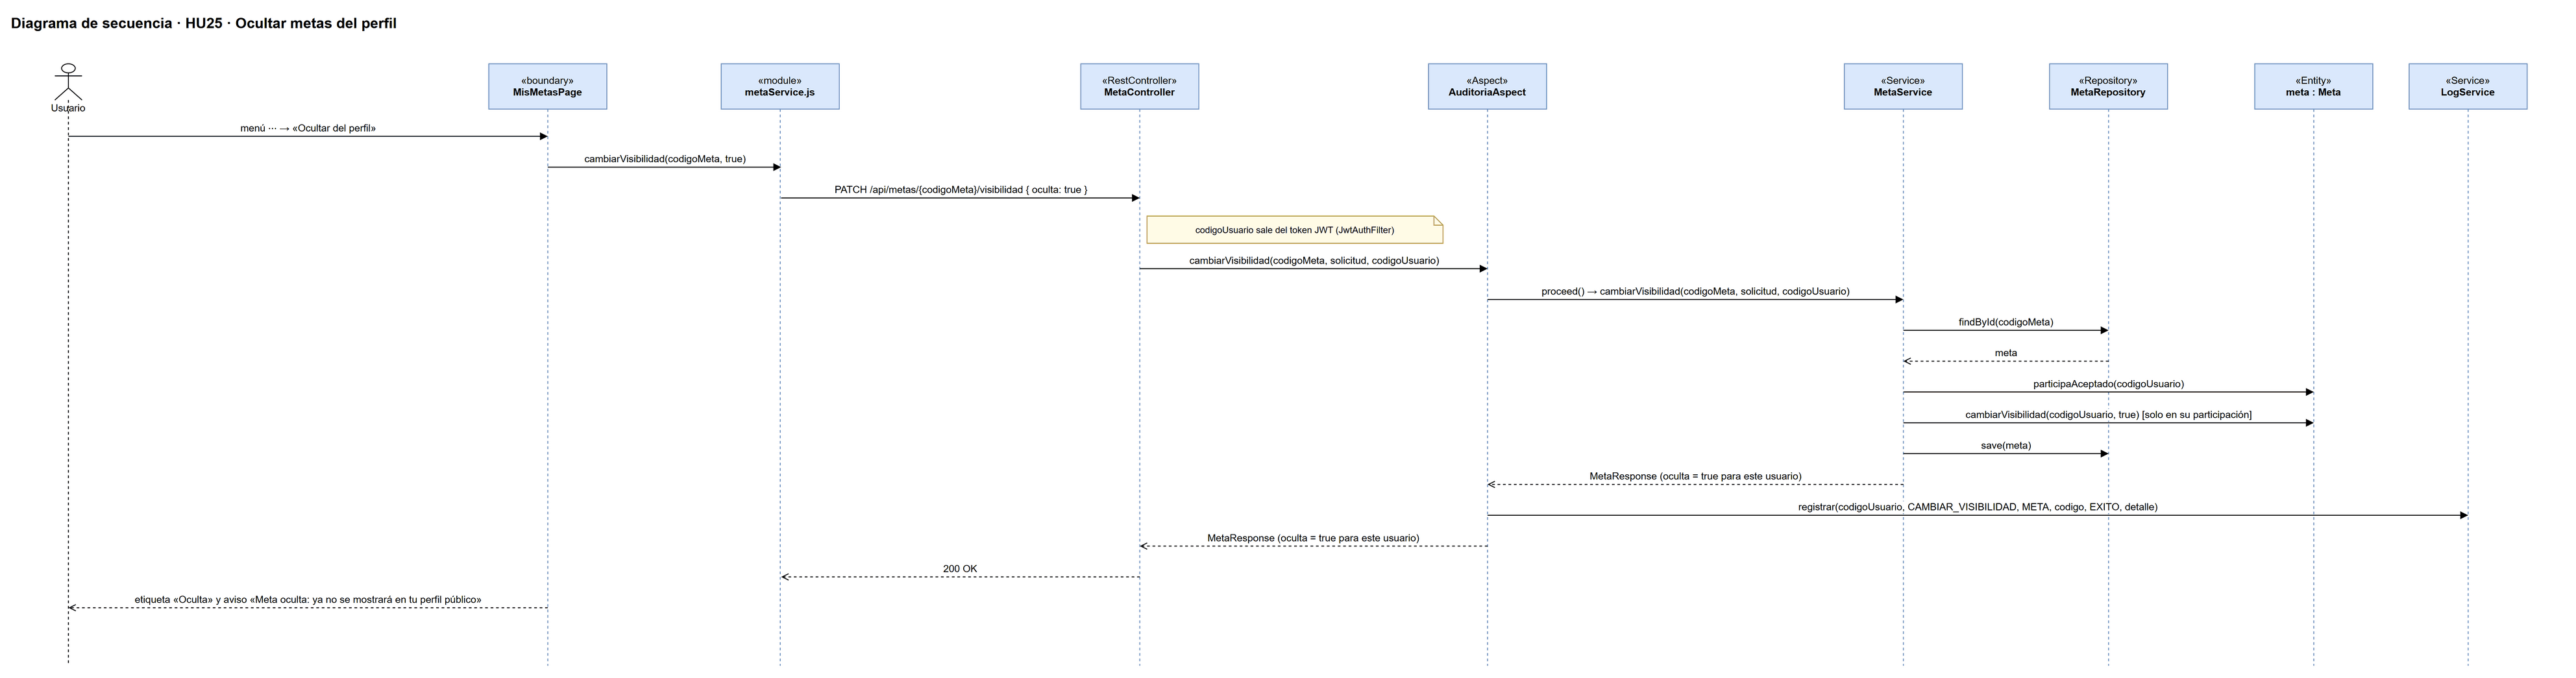 Diagrama de secuencia · HU25 · Ocultar metas del perfil
Usuario
«boundary»
MisMetasPage
«module»
metaService.js
«RestController»
MetaController
«Aspect»
AuditoriaAspect
«Service»
MetaService
«Repository»
MetaRepository
«Entity»
meta : Meta
«Service»
LogService
menú ··· → «Ocultar del perfil»
cambiarVisibilidad(codigoMeta, true)
PATCH /api/metas/{codigoMeta}/visibilidad { oculta: true }
codigoUsuario sale del token JWT (JwtAuthFilter)
cambiarVisibilidad(codigoMeta, solicitud, codigoUsuario)
proceed() → cambiarVisibilidad(codigoMeta, solicitud, codigoUsuario)
findById(codigoMeta)
meta
participaAceptado(codigoUsuario)
cambiarVisibilidad(codigoUsuario, true) [solo en su participación]
save(meta)
MetaResponse (oculta = true para este usuario)
registrar(codigoUsuario, CAMBIAR_VISIBILIDAD, META, codigo, EXITO, detalle)
MetaResponse (oculta = true para este usuario)
200 OK
etiqueta «Oculta» y aviso «Meta oculta: ya no se mostrará en tu perfil público»